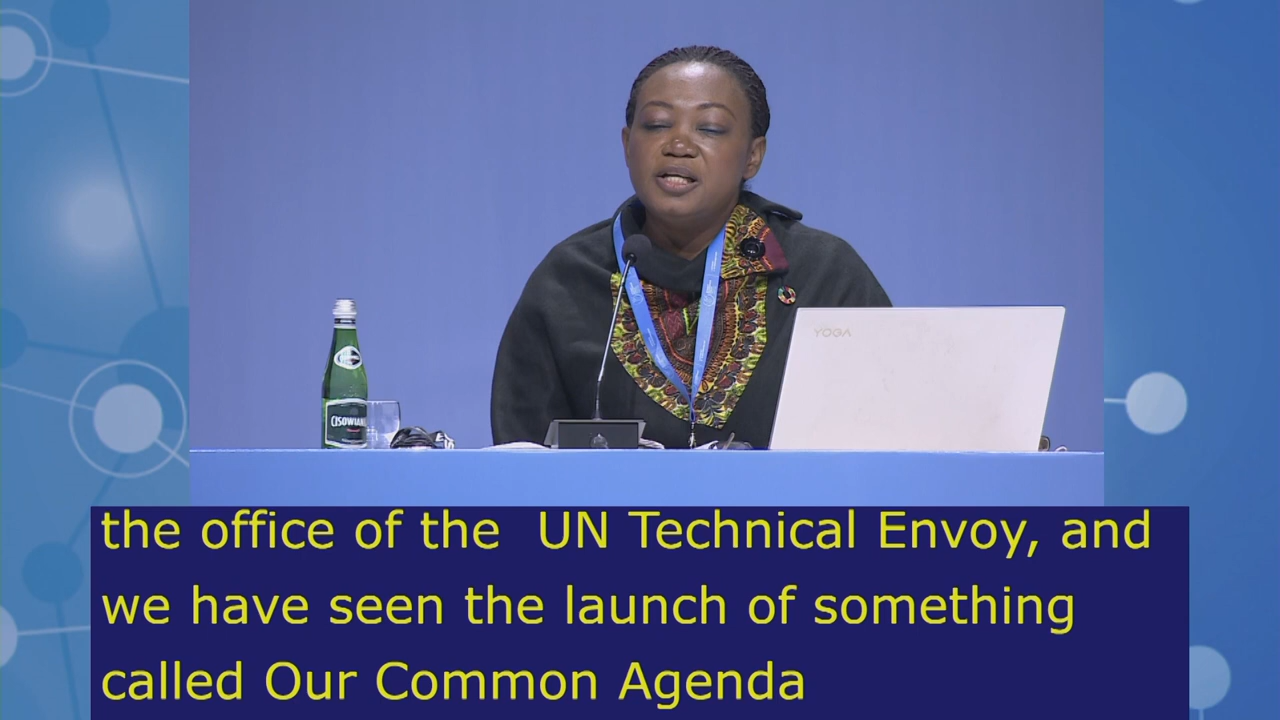 YOGA
CISOWIAN
the office of the  UN Technical Envoy, and
we have seen the launch of something
called Our Common Agenda